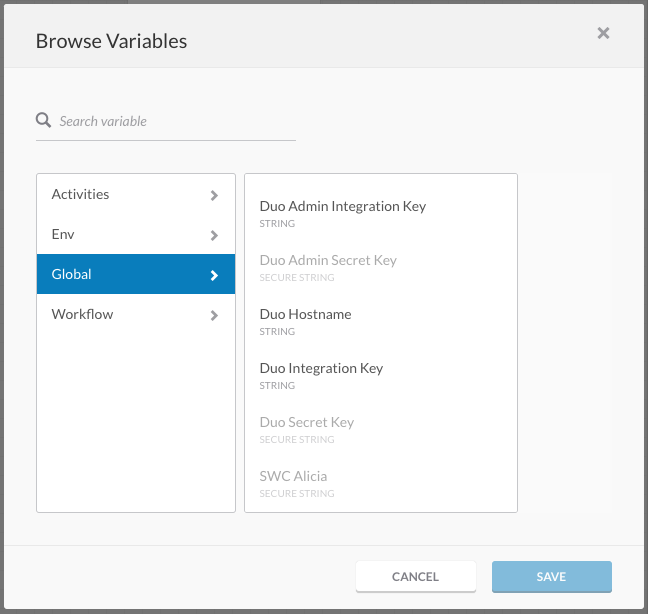 Browse Variables
Search variable
Activities
Env
Global
Workflow
Duo Admin Integration Key
STRING
Duo Admin Secret Key
SECURE STRING
Duo Hostname
STRING
Duo Integration Key
STRING
Duo Secret Key
SECURE STRING
SWC Alicia
SECURE STRING
CANCEL
SAVE